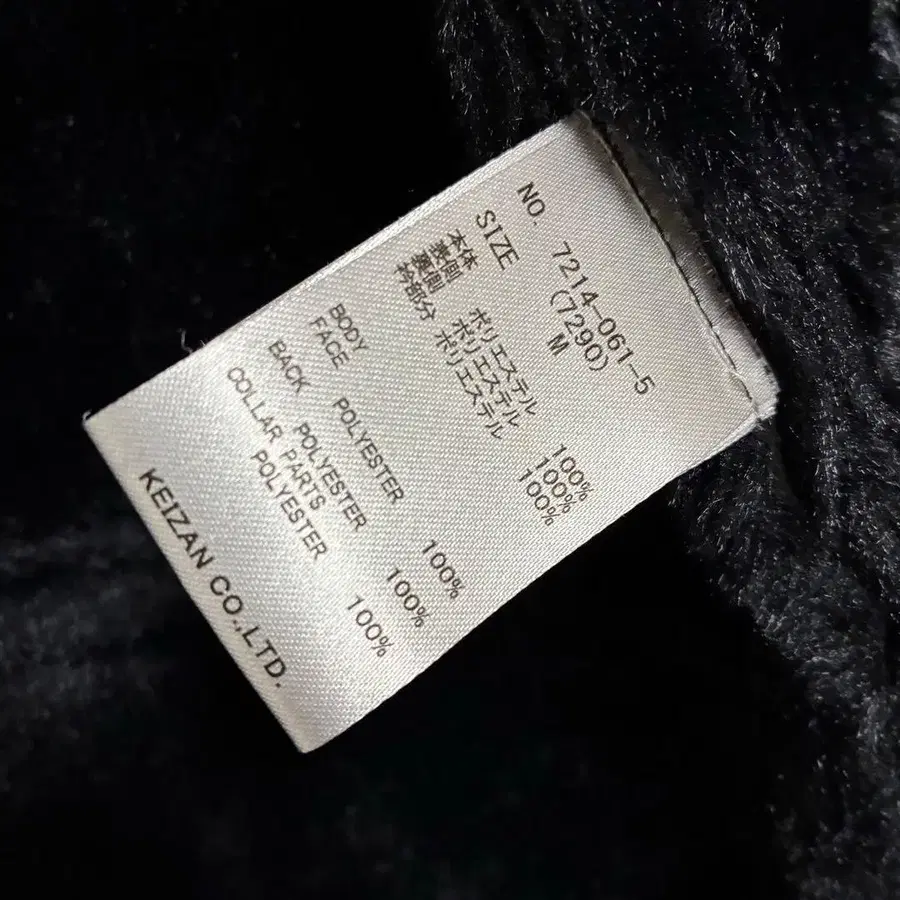 NO. 7214-061-5
(7290)
SIZE M
本体
表側 ポリエステル 100%
裏側 ポリエステル 100%
衿部分 ポリエステル 100%
BODY
FACE POLYESTER 100%
BACK POLYESTER 100%
COLLAR PARTS
POLYESTER 100%
KEIZAN CO.,LTD.